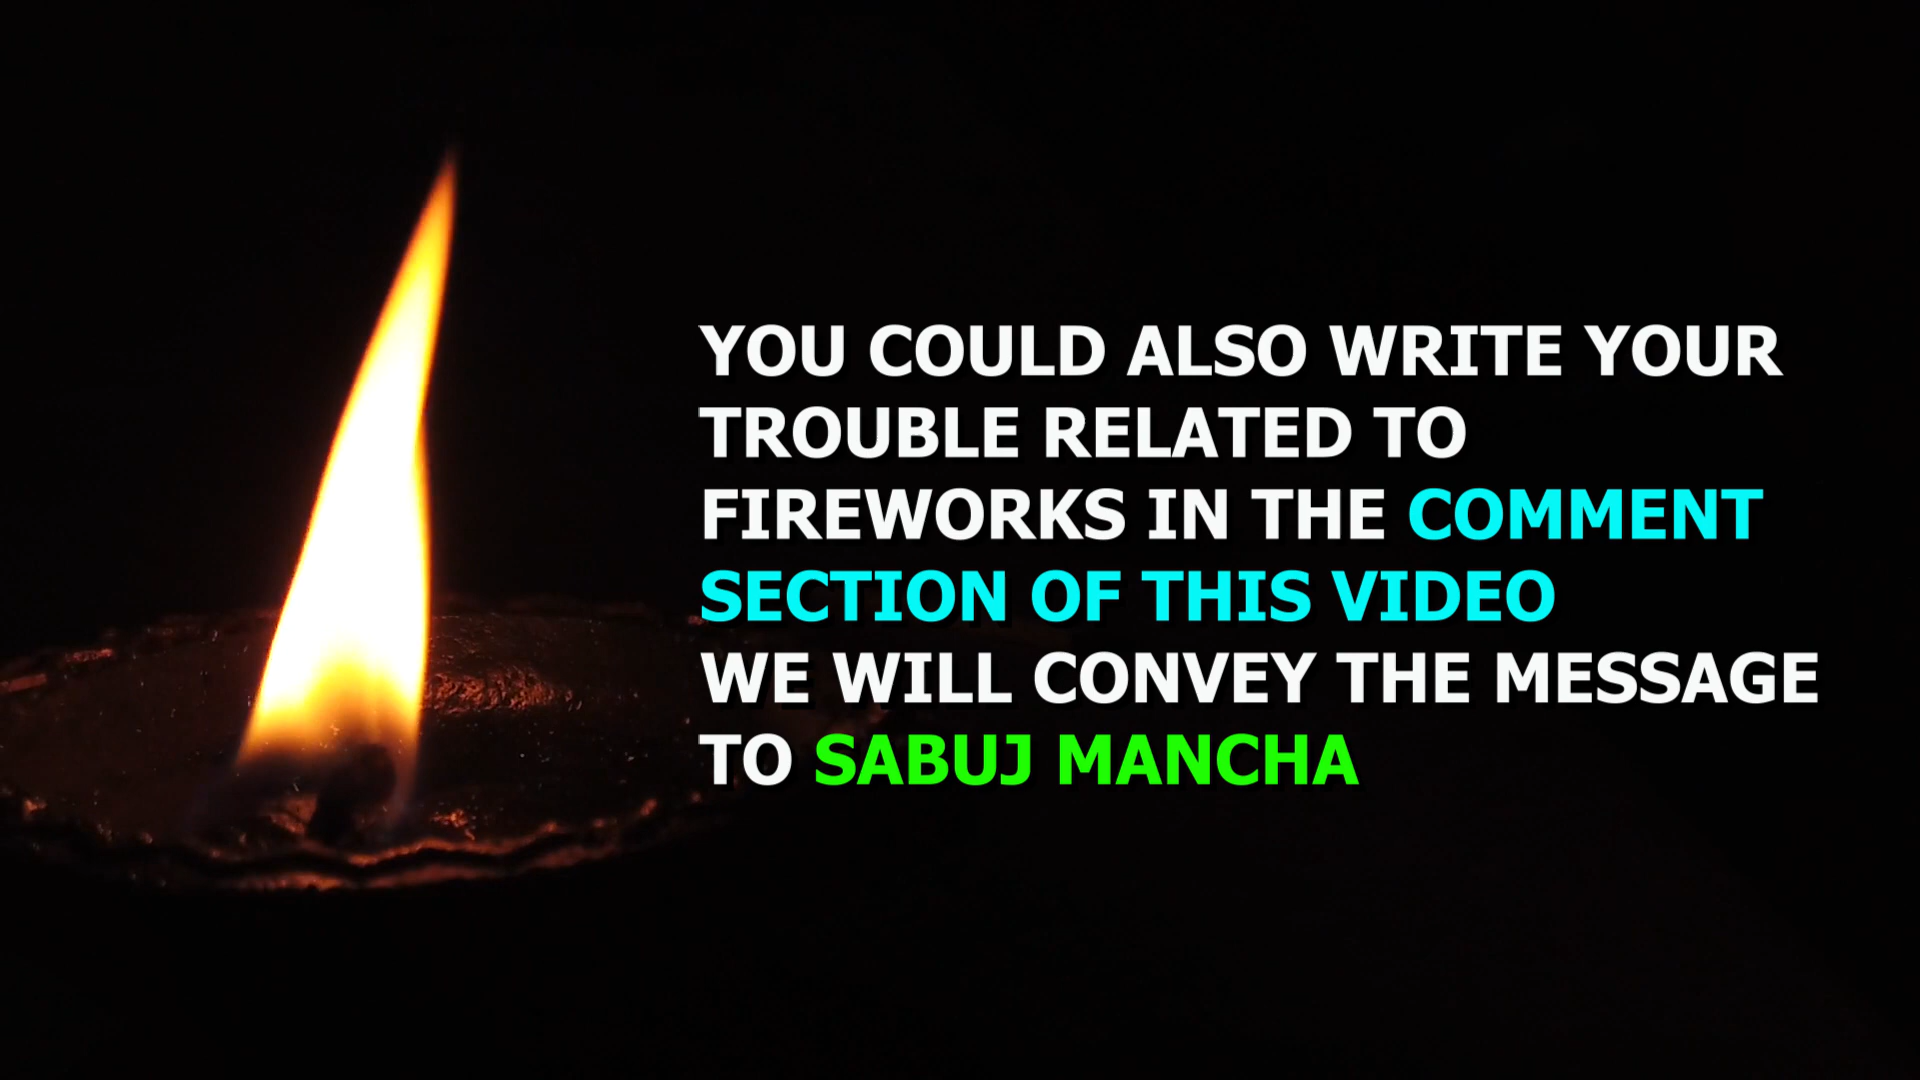 YOU COULD ALSO WRITE YOUR
TROUBLE RELATED TO
FIREWORKS IN THE COMMENT
SECTION OF THIS VIDEO
WE WILL CONVEY THE MESSAGE
TO SABUJ MANCHA